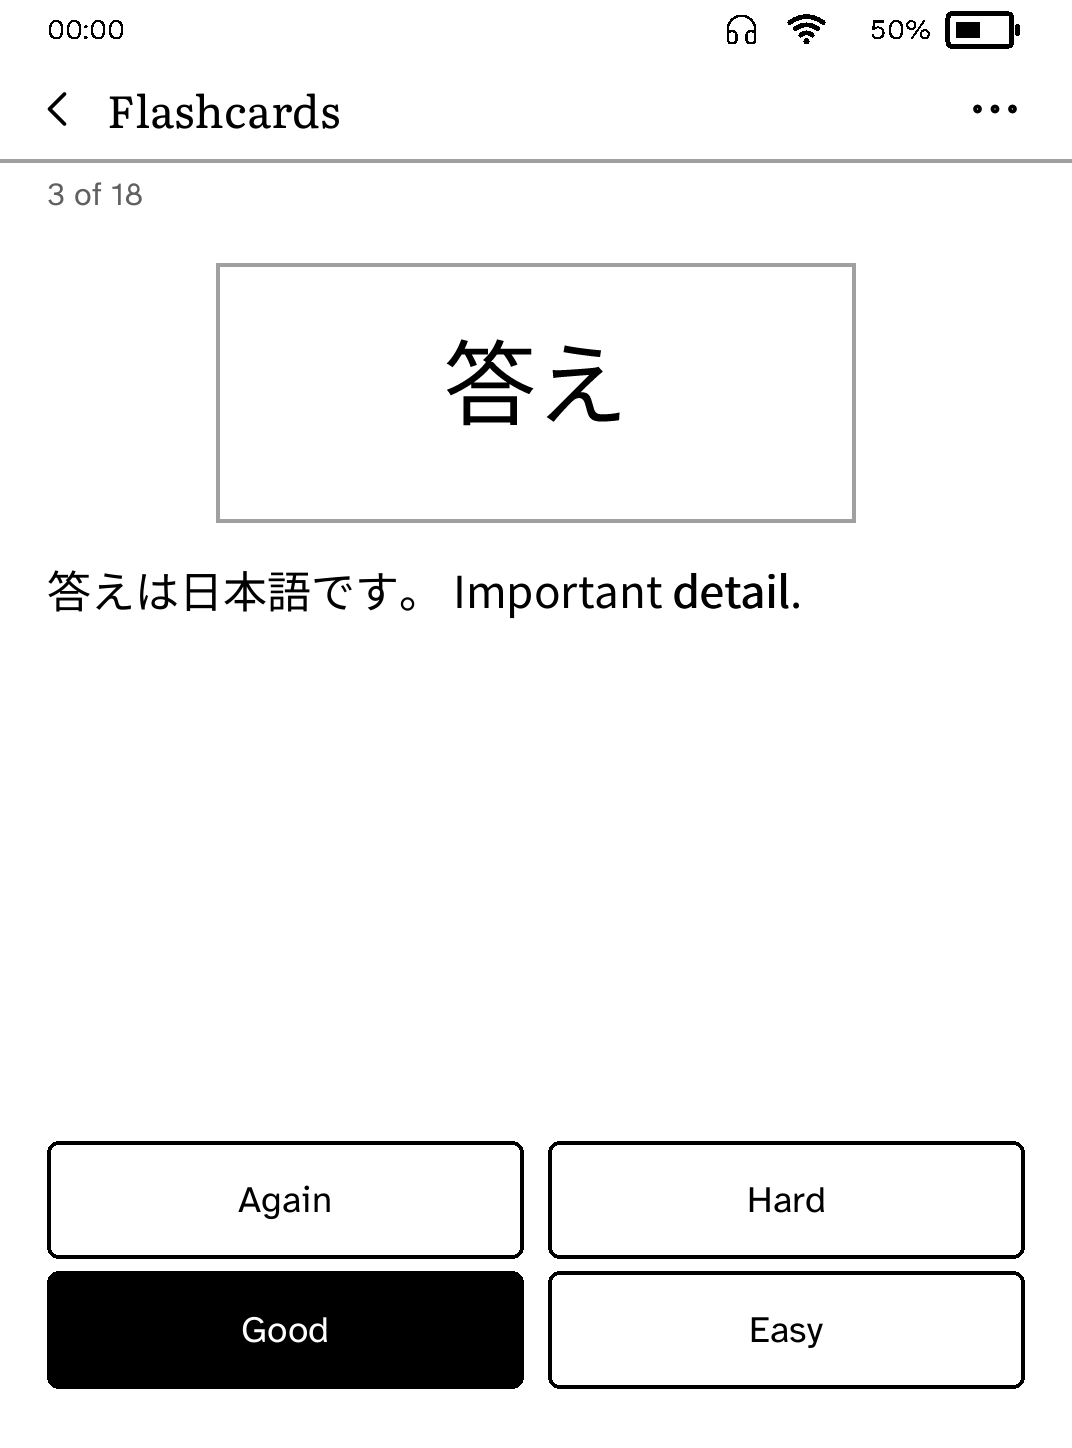 00:00 50%
Flashcards
3 of 18
答え
答えは日本語です。 Important detail.
Again
Hard
Good
Easy